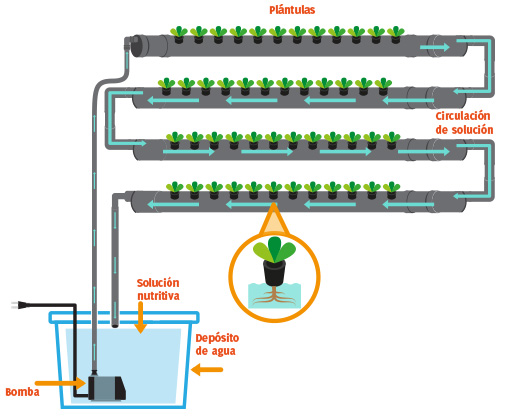 Plántulas
Circulación
de solución
Solución
nutritiva
Depósito
de agua
Bomba